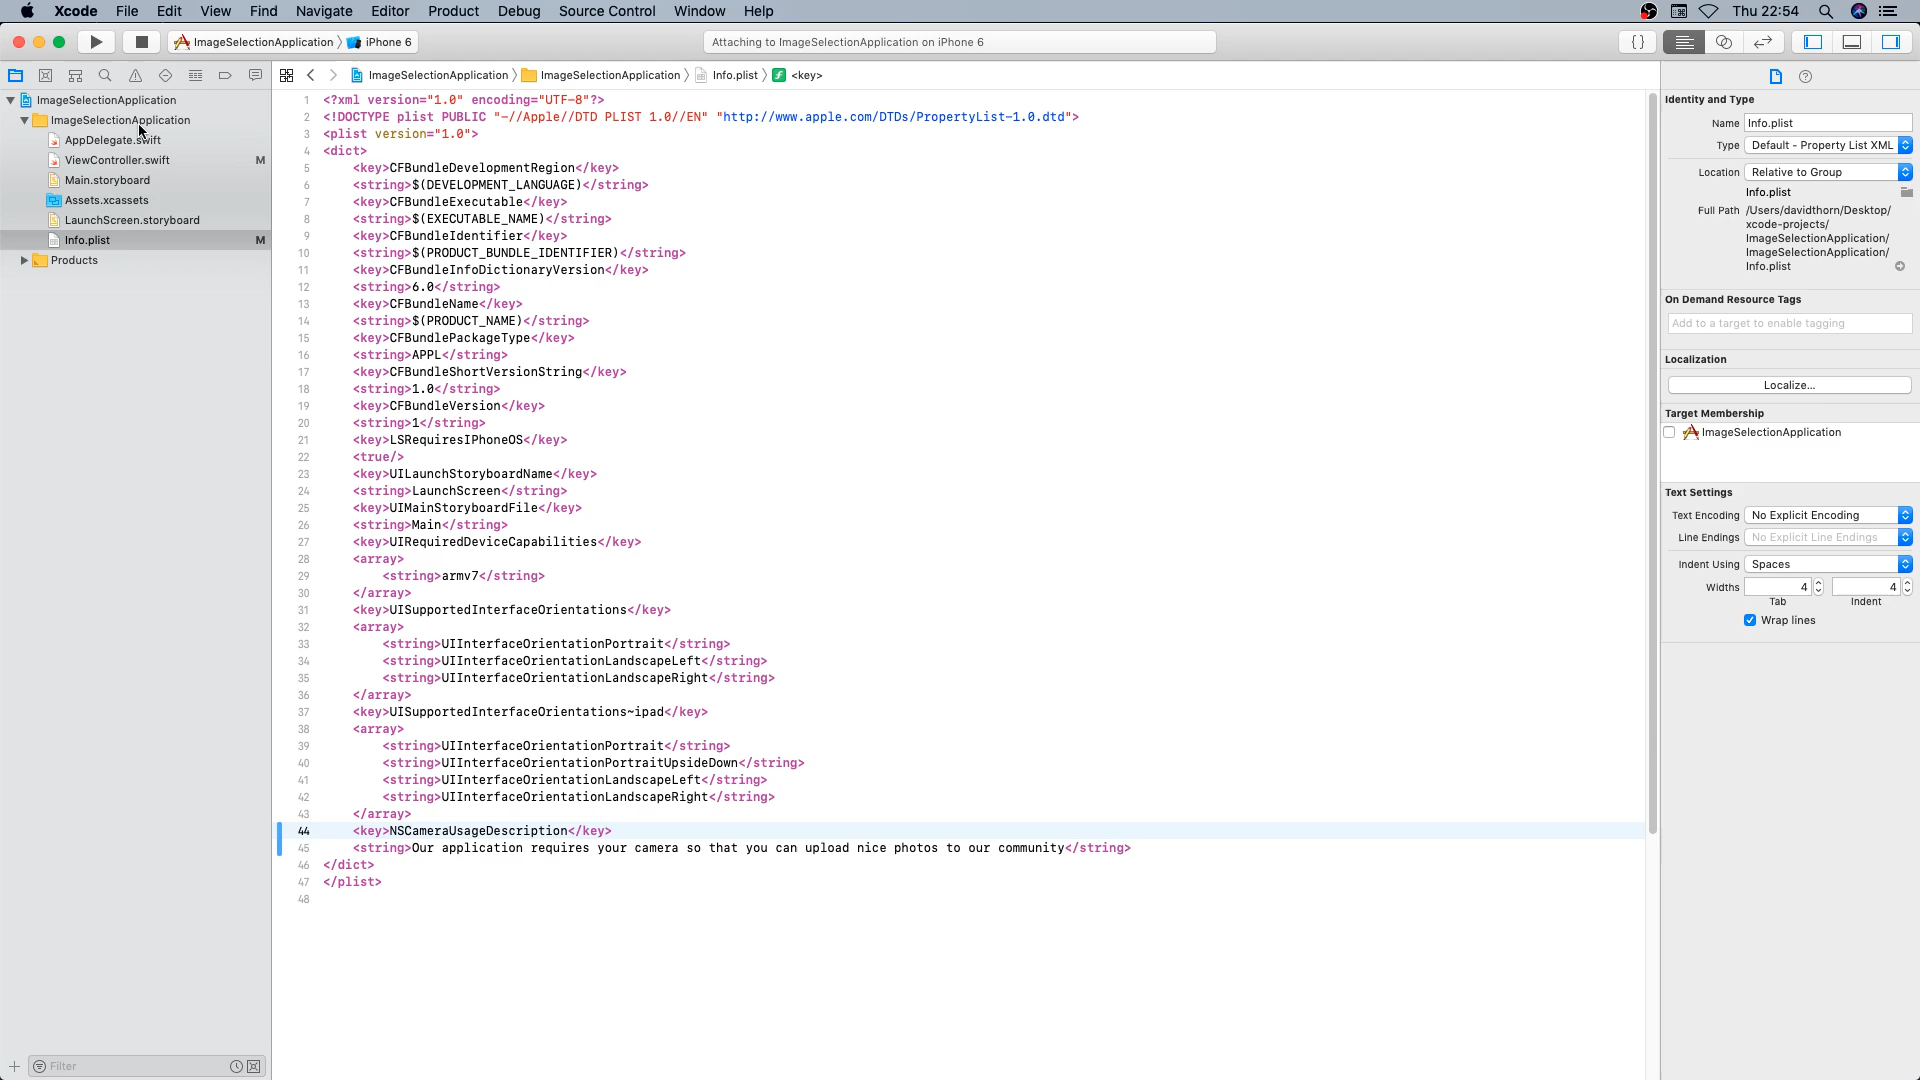 Xcode File Edit View Find Navigate Editor Product Debug Source Control Window Help Thu 22:54
ImageSelectionApplication iPhone 6 Attaching to ImageSelectionApplication on iPhone 6
ImageSelectionApplication ImageSelectionApplication Info.plist <key>
ImageSelectionApplication
ImageSelectionApplication
AppDelegate.swift
ViewController.swift M
Main.storyboard
Assets.xcassets
LaunchScreen.storyboard
Info.plist M
Products
Filter
1 <?xml version="1.0" encoding="UTF-8"?>
2 <!DOCTYPE plist PUBLIC "-//Apple//DTD PLIST 1.0//EN" "http://www.apple.com/DTDs/PropertyList-1.0.dtd">
3 <plist version="1.0">
4 <dict>
5 <key>CFBundleDevelopmentRegion</key>
6 <string>$(DEVELOPMENT_LANGUAGE)</string>
7 <key>CFBundleExecutable</key>
8 <string>$(EXECUTABLE_NAME)</string>
9 <key>CFBundleIdentifier</key>
10 <string>$(PRODUCT_BUNDLE_IDENTIFIER)</string>
11 <key>CFBundleInfoDictionaryVersion</key>
12 <string>6.0</string>
13 <key>CFBundleName</key>
14 <string>$(PRODUCT_NAME)</string>
15 <key>CFBundlePackageType</key>
16 <string>APPL</string>
17 <key>CFBundleShortVersionString</key>
18 <string>1.0</string>
19 <key>CFBundleVersion</key>
20 <string>1</string>
21 <key>LSRequiresIPhoneOS</key>
22 <true/>
23 <key>UILaunchStoryboardName</key>
24 <string>LaunchScreen</string>
25 <key>UIMainStoryboardFile</key>
26 <string>Main</string>
27 <key>UIRequiredDeviceCapabilities</key>
28 <array>
29 <string>armv7</string>
30 </array>
31 <key>UISupportedInterfaceOrientations</key>
32 <array>
33 <string>UIInterfaceOrientationPortrait</string>
34 <string>UIInterfaceOrientationLandscapeLeft</string>
35 <string>UIInterfaceOrientationLandscapeRight</string>
36 </array>
37 <key>UISupportedInterfaceOrientations~ipad</key>
38 <array>
39 <string>UIInterfaceOrientationPortrait</string>
40 <string>UIInterfaceOrientationPortraitUpsideDown</string>
41 <string>UIInterfaceOrientationLandscapeLeft</string>
42 <string>UIInterfaceOrientationLandscapeRight</string>
43 </array>
44 <key>NSCameraUsageDescription</key>
45 <string>Our application requires your camera so that you can upload nice photos to our community</string>
46 </dict>
47 </plist>
48
Identity and Type
Name Info.plist
Type Default - Property List XML
Location Relative to Group
Info.plist
Full Path /Users/davidthorn/Desktop/
xcode-projects/
ImageSelectionApplication/
ImageSelectionApplication/
Info.plist
On Demand Resource Tags
Add to a target to enable tagging
Localization
Localize...
Target Membership
ImageSelectionApplication
Text Settings
Text Encoding No Explicit Encoding
Line Endings No Explicit Line Endings
Indent Using Spaces
Widths 4 4
Tab Indent
Wrap lines